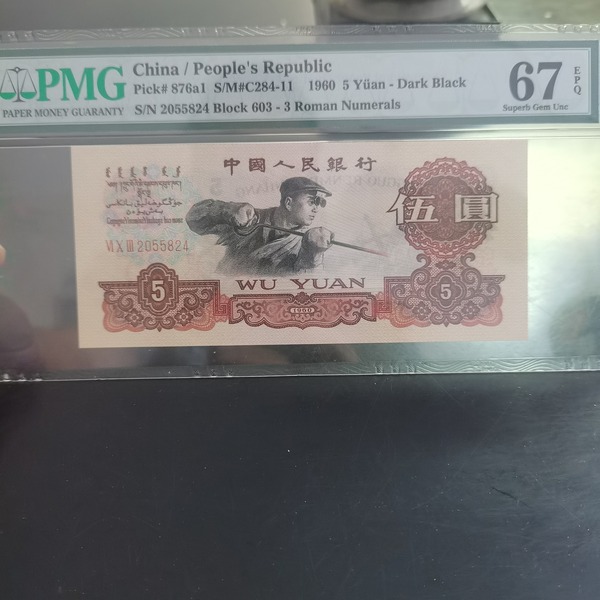 PMG
PAPER MONEY GUARANTY
China / People's Republic
Pick# 876a1 S/M#C284-11 1960 5 Yüan - Dark Black
S/N 2055824 Block 603 - 3 Roman Numerals
67 EPQ
Superb Gem Unc
中國人民銀行
伍圓
VI X III 2055824
5
WU YUAN
1960
5